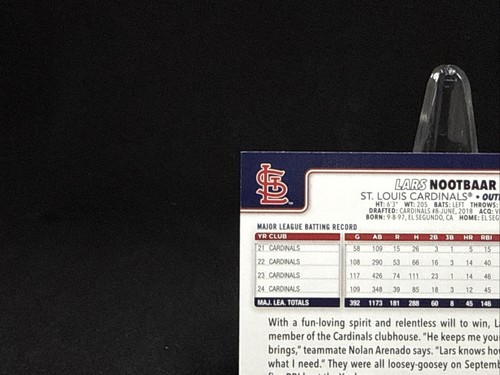 LARS NOOTBAAR
ST. LOUIS CARDINALS® • OUT
HT: 6'3" WT: 205 BATS: LEFT THROWS:
DRAFTED: CARDINALS #8-JUNE, 2018 ACQ:
BORN: 9-8-97, EL SEGUNDO, CA HOME: EL SEG
MAJOR LEAGUE BATTING RECORD
YR CLUB G AB R H 2B 3B HR RBI
21 CARDINALS 58 109 15 26 3 1 5 15
22 CARDINALS 108 290 53 66 16 3 14 40
23 CARDINALS 117 426 74 111 23 1 14 46
24 CARDINALS 109 348 39 85 18 3 12 45
MAJ. LEA. TOTALS 392 1173 181 288 60 8 45 146
With a fun-loving spirit and relentless will to win, L
member of the Cardinals clubhouse. "He keeps me you
brings," teammate Nolan Arenado says. "Lars knows ho
what I need." They were all loosey-goosey on Septem